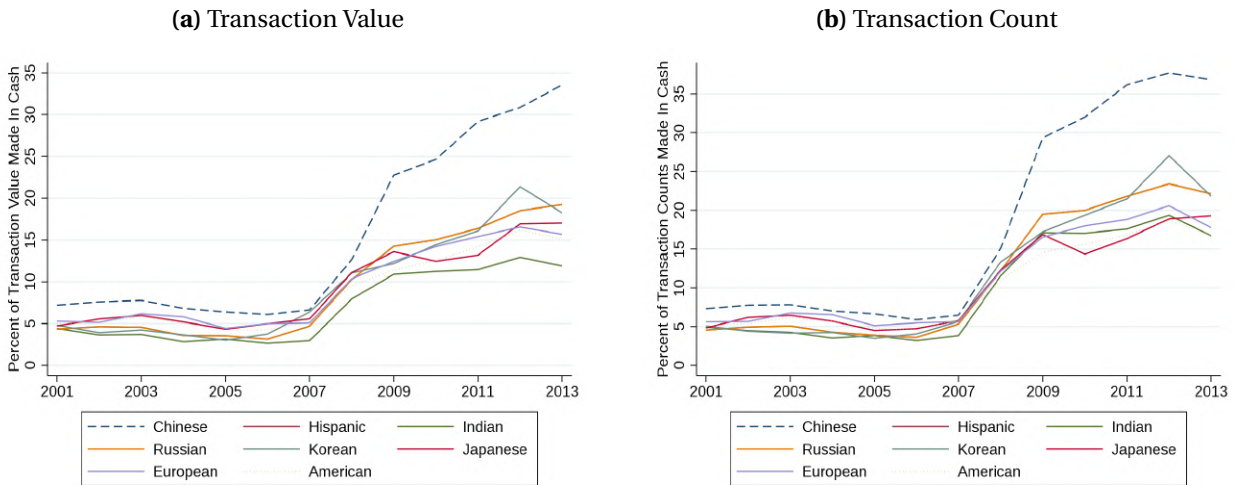 (a) Transaction Value
Percent of Transaction Value Made In Cash
35
30
25
20
15
10
5
0
2001 2003 2005 2007 2009 2011 2013
Chinese Hispanic Indian
Russian Korean Japanese
European American
(b) Transaction Count
Percent of Transaction Counts Made In Cash
35
30
25
20
15
10
5
0
2001 2003 2005 2007 2009 2011 2013
Chinese Hispanic Indian
Russian Korean Japanese
European American